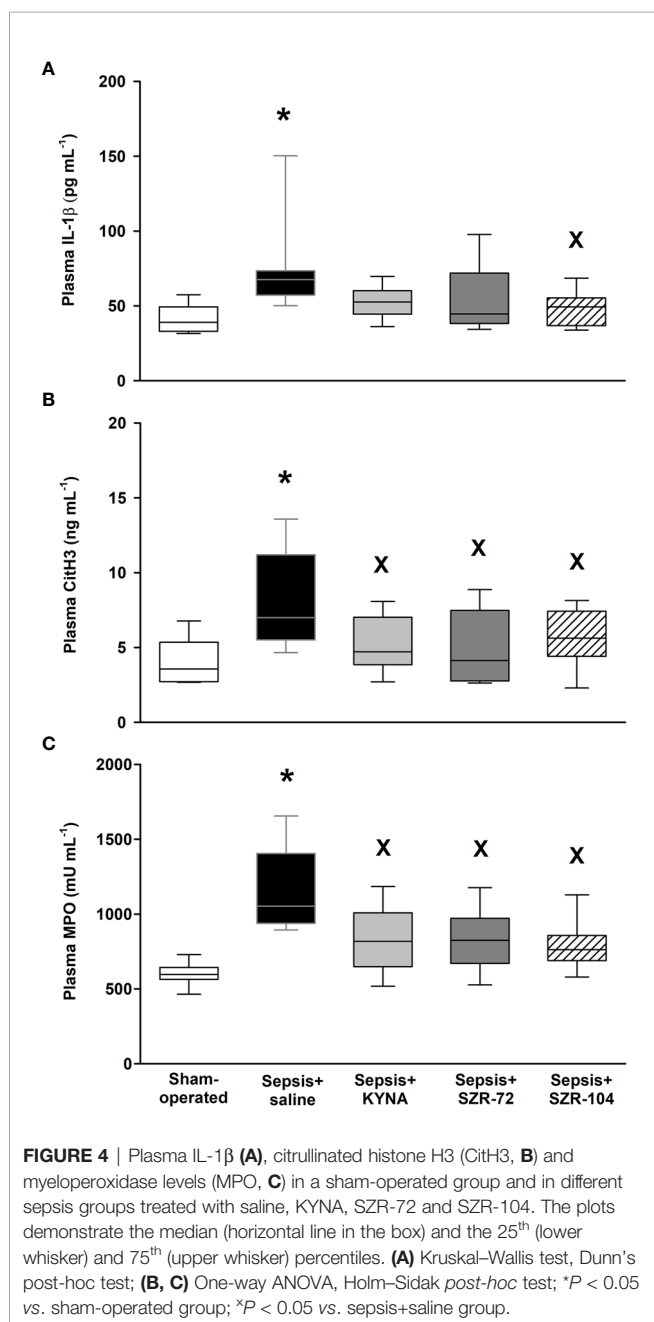 A
Plasma IL-1β (pg mL-1)
200
150
100
50
0
*
X
B
Plasma CitH3 (ng mL-1)
20
15
10
5
0
*
X
X
X
C
Plasma MPO (mU mL-1)
2000
1500
1000
500
0
*
X
X
X
Sham-
operated
Sepsis+
saline
Sepsis+
KYNA
Sepsis+
SZR-72
Sepsis+
SZR-104
FIGURE 4 | Plasma IL-1β (A), citrullinated histone H3 (CitH3, B) and
myeloperoxidase levels (MPO, C) in a sham-operated group and in different
sepsis groups treated with saline, KYNA, SZR-72 and SZR-104. The plots
demonstrate the median (horizontal line in the box) and the 25th (lower
whisker) and 75th (upper whisker) percentiles. (A) Kruskal–Wallis test, Dunn's
post-hoc test; (B, C) One-way ANOVA, Holm–Sidak post-hoc test; *P < 0.05
vs. sham-operated group; xP < 0.05 vs. sepsis+saline group.